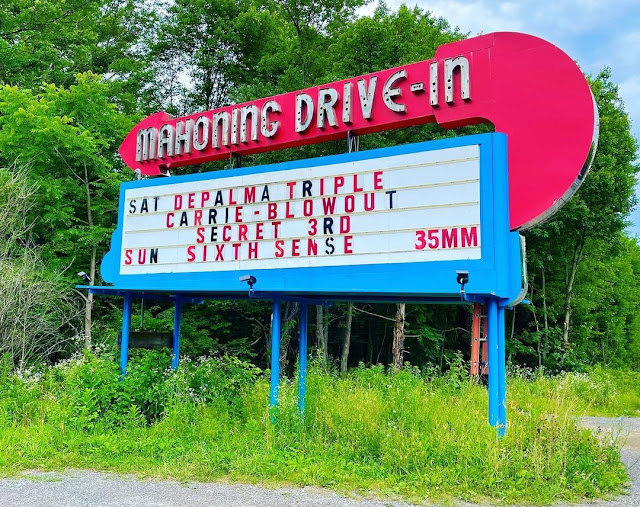 MAHONING DRIVE-IN
SAT DEPALMA TRIPLE
CARRIE-BLOWOUT
SECRET 3RD
SUN SIXTH SENSE 35MM